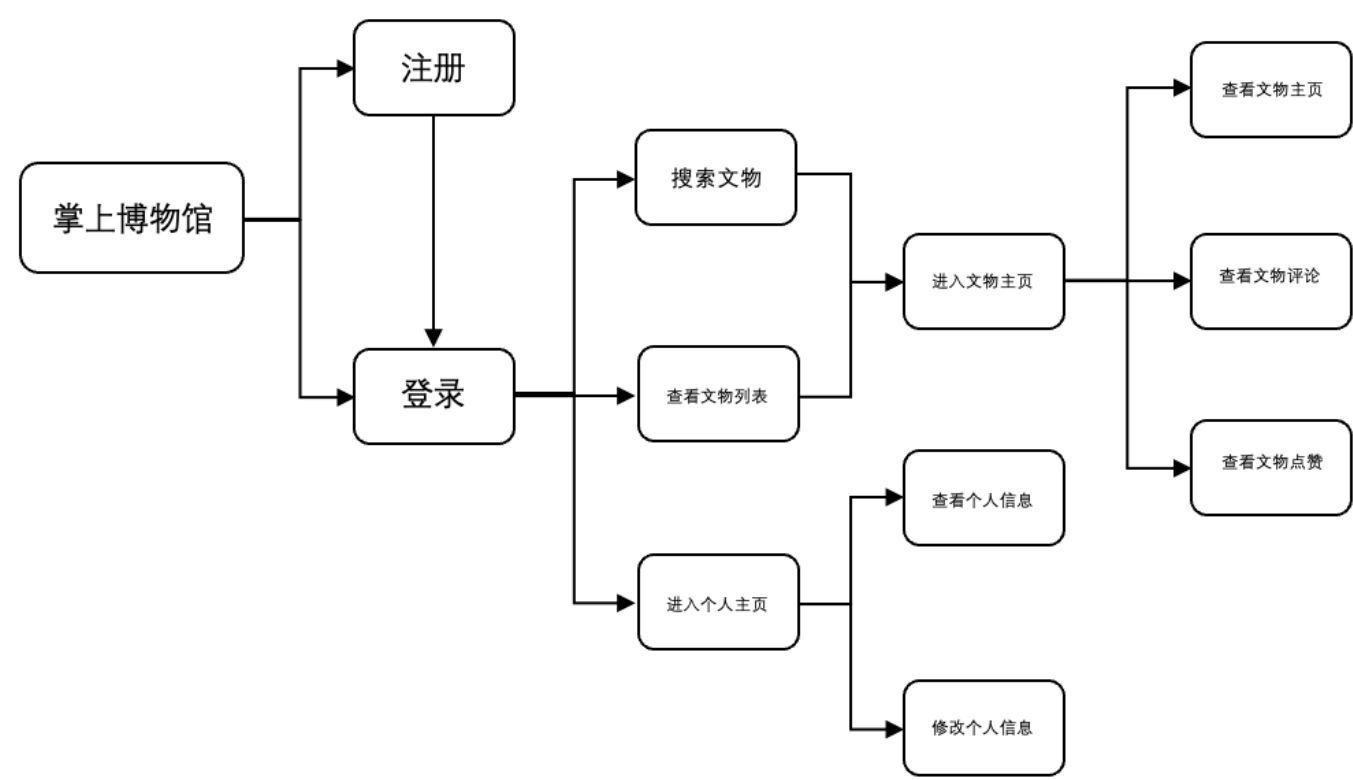 注册
掌上博物馆
登录
搜索文物
查看文物列表
进入个人主页
进入文物主页
查看个人信息
修改个人信息
查看文物主页
查看文物评论
查看文物点赞